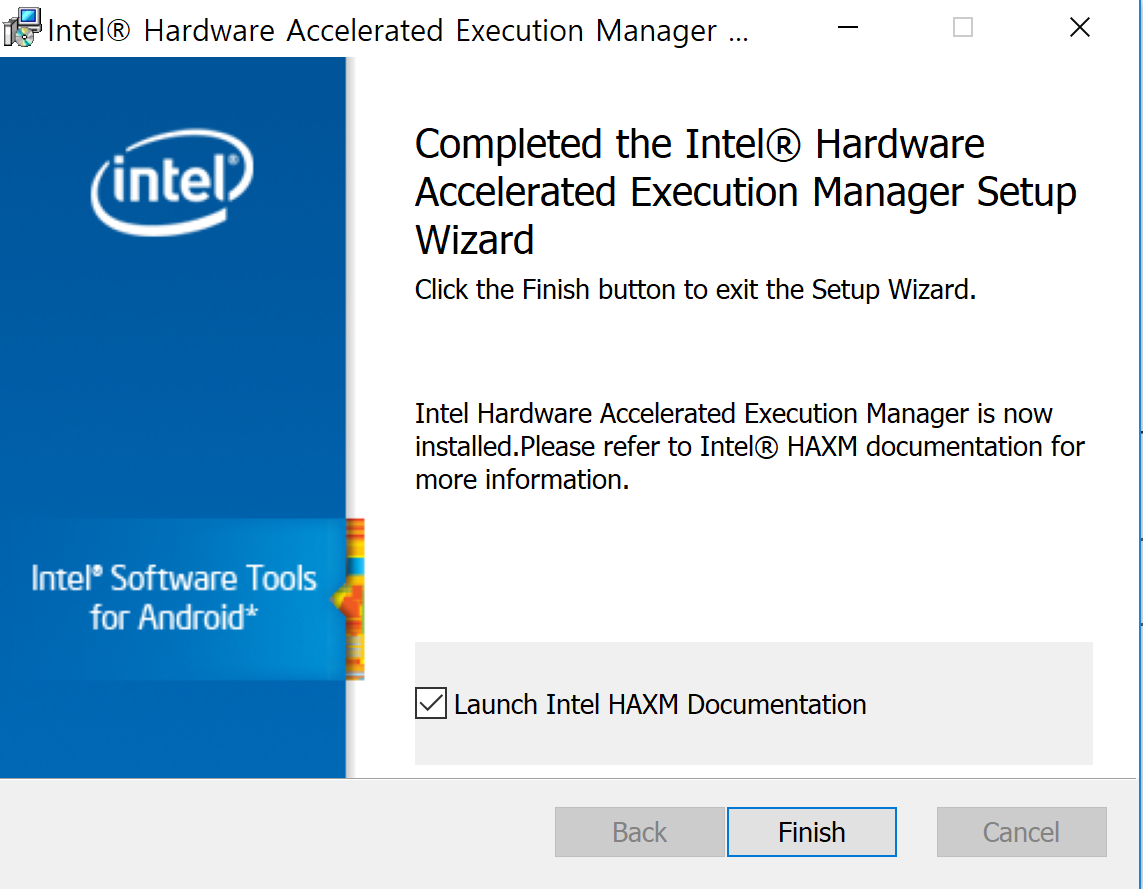 Intel® Hardware Accelerated Execution Manager ...
intel®
Completed the Intel® Hardware
Accelerated Execution Manager Setup
Wizard
Click the Finish button to exit the Setup Wizard.
Intel Hardware Accelerated Execution Manager is now
installed.Please refer to Intel® HAXM documentation for
more information.
Intel® Software Tools
for Android*
Launch Intel HAXM Documentation
Back
Finish
Cancel